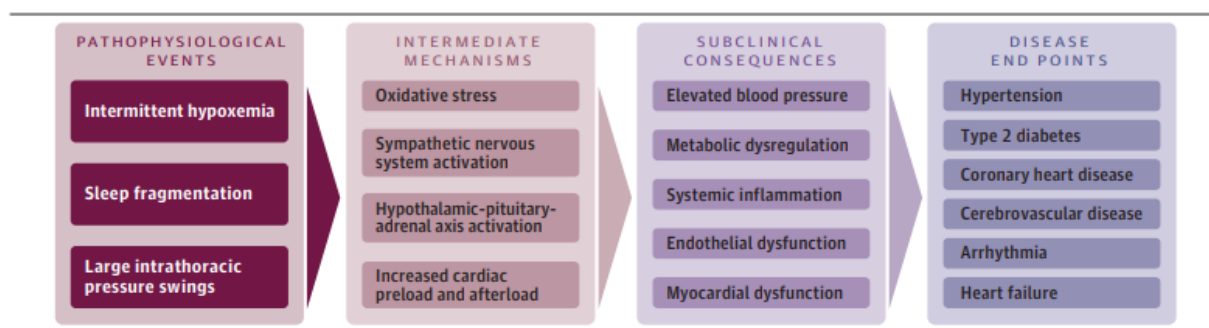 PATHOPHYSIOLOGICAL
EVENTS
Intermittent hypoxemia
Sleep fragmentation
Large intrathoracic
pressure swings
INTERMEDIATE
MECHANISMS
Oxidative stress
Sympathetic nervous
system activation
Hypothalamic-pituitary-
adrenal axis activation
Increased cardiac
preload and afterload
SUBCLINICAL
CONSEQUENCES
Elevated blood pressure
Metabolic dysregulation
Systemic inflammation
Endothelial dysfunction
Myocardial dysfunction
DISEASE
END POINTS
Hypertension
Type 2 diabetes
Coronary heart disease
Cerebrovascular disease
Arrhythmia
Heart failure